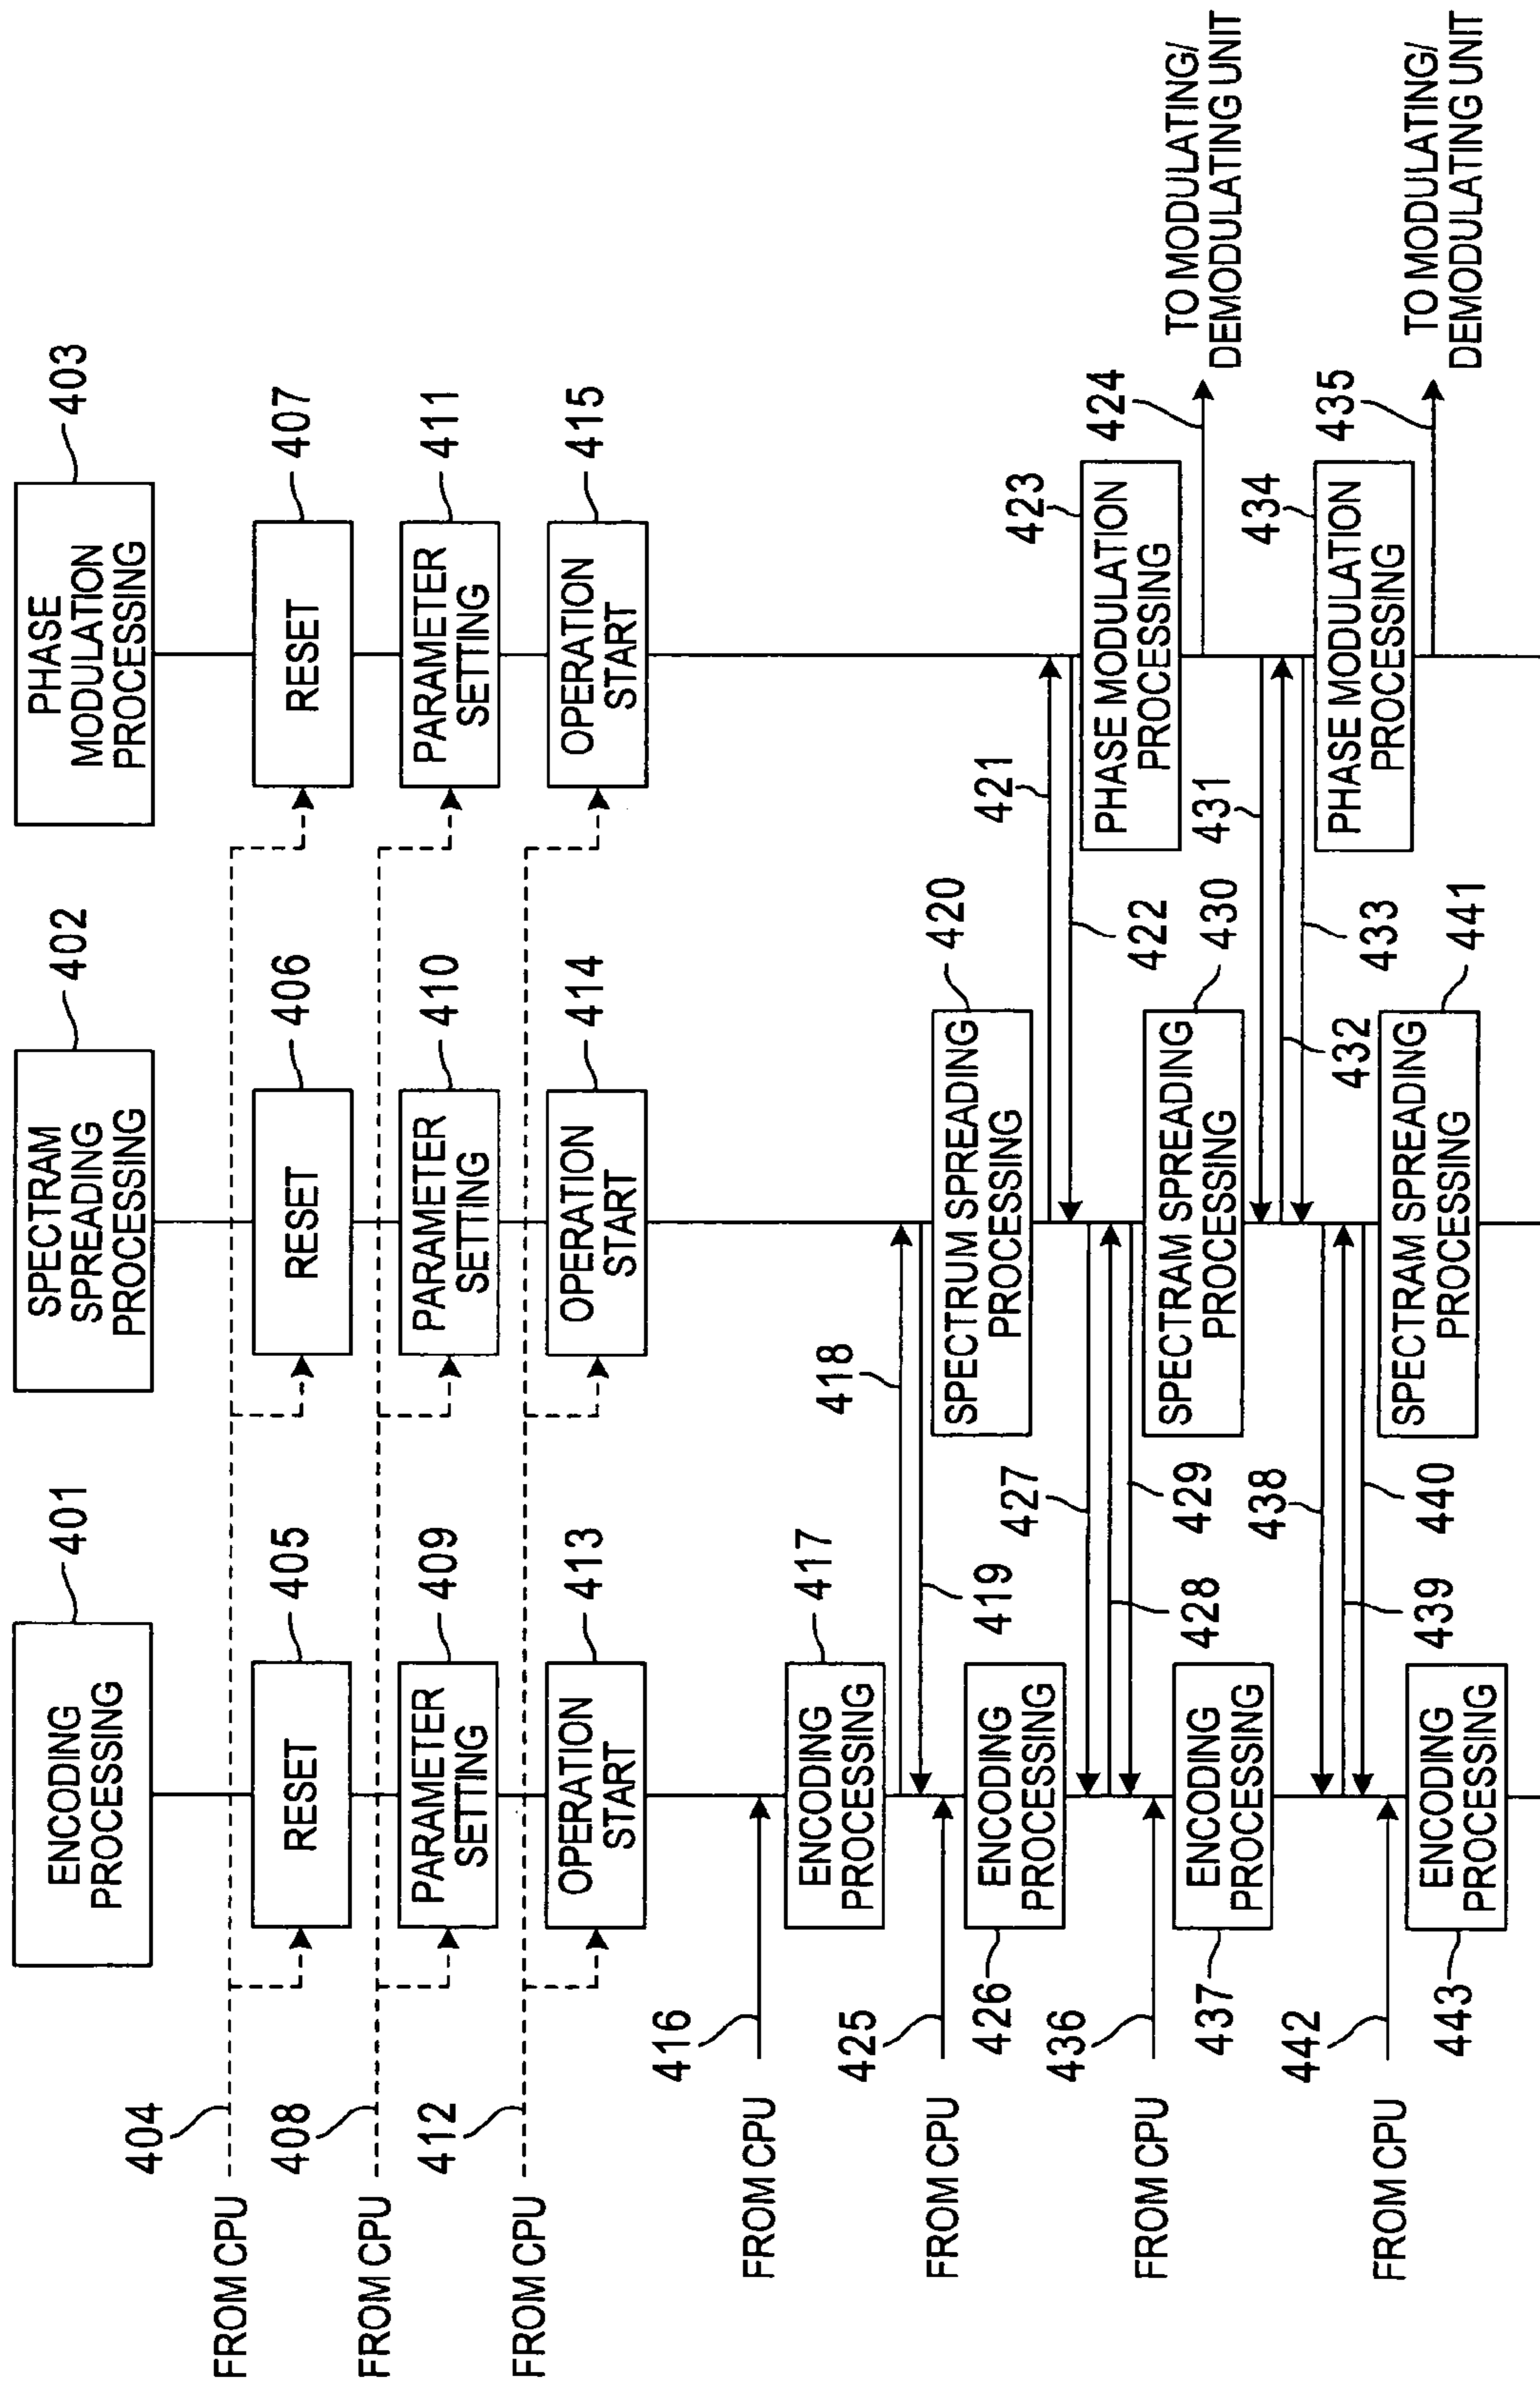 ENCODING
PROCESSING
401
SPECTRAM
SPREADING
PROCESSING
402
PHASE
MODULATION
PROCESSING
403
FROM CPU
404
RESET
405
RESET
406
RESET
407
FROM CPU
408
PARAMETER
SETTING
409
PARAMETER
SETTING
410
PARAMETER
SETTING
411
FROM CPU
412
OPERATION
START
413
OPERATION
START
414
OPERATION
START
415
FROM CPU
416
ENCODING
PROCESSING
417
418
419
SPECTRUM SPREADING
PROCESSING
420
421
422
PHASE MODULATION
PROCESSING
423
424
TO MODULATING/
DEMODULATING UNIT
FROM CPU
425
ENCODING
PROCESSING
426
427
428
429
SPECTRAM SPREADING
PROCESSING
430
431
432
433
PHASE MODULATION
PROCESSING
434
435
TO MODULATING/
DEMODULATING UNIT
FROM CPU
436
ENCODING
PROCESSING
437
438
439
440
SPECTRAM SPREADING
PROCESSING
441
FROM CPU
442
ENCODING
PROCESSING
443